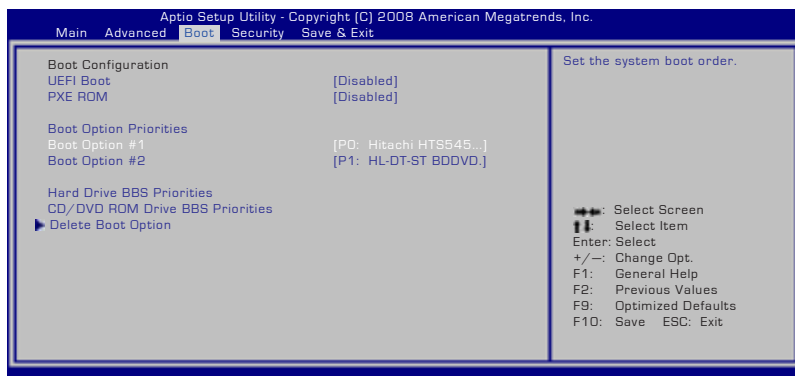 Aptio Setup Utility - Copyright (C) 2008 American Megatrends, Inc.
Main Advanced Boot Security Save & Exit
Boot Configuration
UEFI Boot [Disabled]
PXE ROM [Disabled]
Boot Option Priorities
Boot Option #1 [P0: Hitachi HTS545...]
Boot Option #2 [P1: HL-DT-ST BDDVD.]
Hard Drive BBS Priorities
CD/DVD ROM Drive BBS Priorities
Delete Boot Option
Set the system boot order.
: Select Screen
: Select Item
Enter: Select
+/—: Change Opt.
F1: General Help
F2: Previous Values
F9: Optimized Defaults
F10: Save ESC: Exit